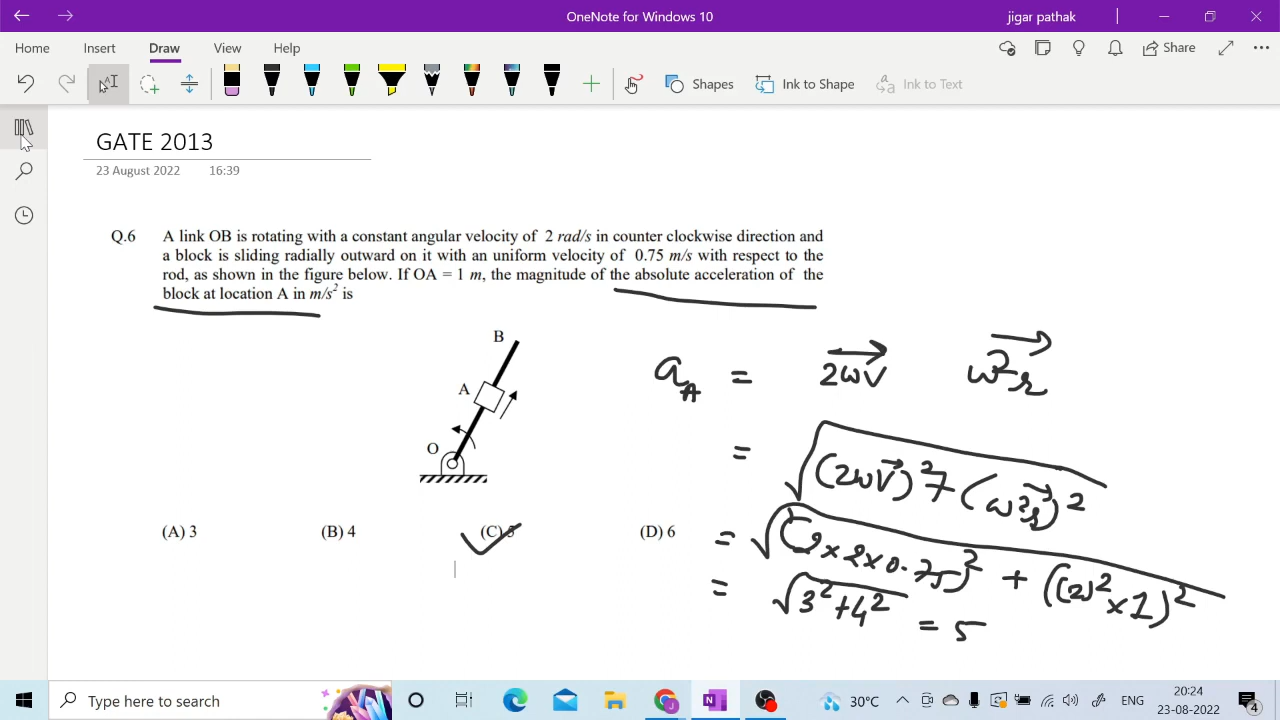 OneNote for Windows 10
jigar pathak
Home Insert Draw View Help
Share
Shapes Ink to Shape Ink to Text
GATE 2013
23 August 2022 16:39
Q.6 A link OB is rotating with a constant angular velocity of 2 rad/s in counter clockwise direction and
a block is sliding radially outward on it with an uniform velocity of 0.75 m/s with respect to the
rod, as shown in the figure below. If OA = 1 m, the magnitude of the absolute acceleration of the
block at location A in m/s² is
B
A
O
(A) 3 (B) 4 (C) 5 (D) 6
a_A = 2ωV→ ω²r→
= √(2ωV→)² + (ω²r→)²
= √(2×2×0.75)² + ((2)²×1)²
= √3²+4² = 5
Type here to search
30°C
ENG
20:24
23-08-2022
4